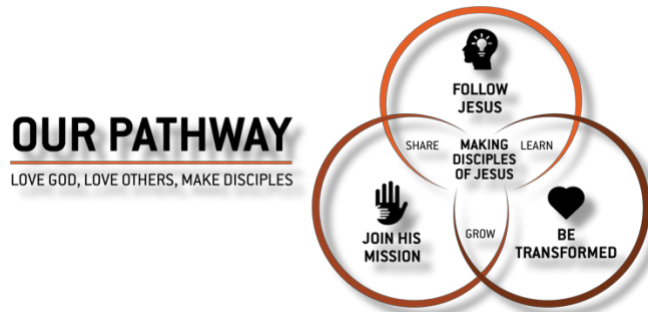 OUR PATHWAY
LOVE GOD, LOVE OTHERS, MAKE DISCIPLES
FOLLOW
JESUS
SHARE
MAKING
DISCIPLES
OF JESUS
LEARN
JOIN HIS
MISSION
GROW
BE
TRANSFORMED